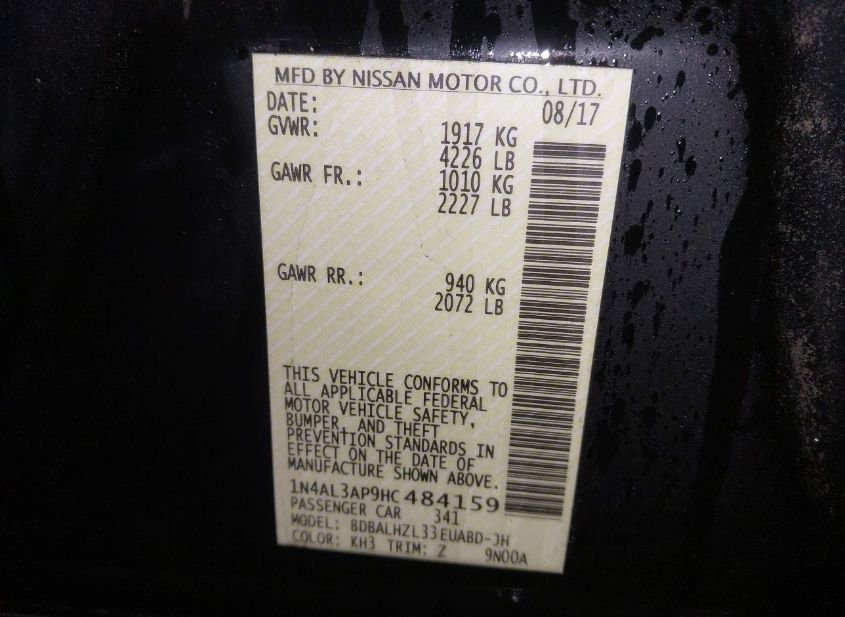 MFD BY NISSAN MOTOR CO., LTD.
DATE: 08/17
GVWR: 1917 KG
4226 LB
GAWR FR.: 1010 KG
2227 LB
GAWR RR.: 940 KG
2072 LB
THIS VEHICLE CONFORMS TO
ALL APPLICABLE FEDERAL
MOTOR VEHICLE SAFETY,
BUMPER, AND THEFT
PREVENTION STANDARDS IN
EFFECT ON THE DATE OF
MANUFACTURE SHOWN ABOVE.
1N4AL3AP9HC484159
PASSENGER CAR 341
MODEL: BDBALHZL33EUABD-JH
COLOR: KH3 TRIM: Z 9N00A